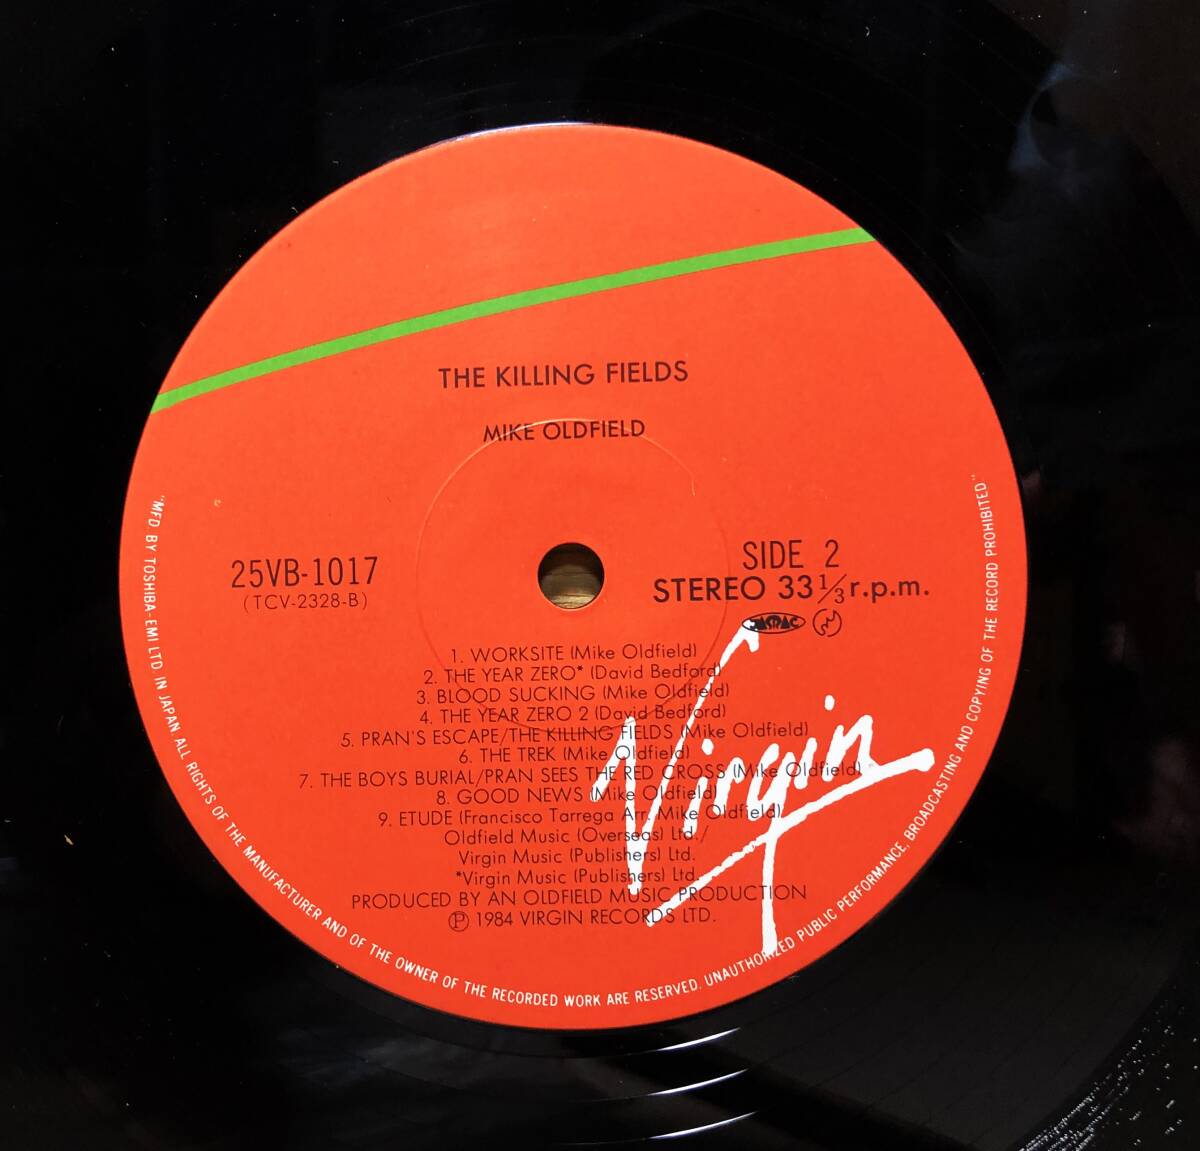 THE KILLING FIELDS
MIKE OLDFIELD
25VB-1017
(TCV-2328-B)
SIDE 2
STEREO 33 1/3 r.p.m.
JASRAC
1. WORKSITE (Mike Oldfield)
2. THE YEAR ZERO* (David Bedford)
3. BLOOD SUCKING (Mike Oldfield)
4. THE YEAR ZERO 2 (David Bedford)
5. PRAN'S ESCAPE/THE KILLING FIELDS (Mike Oldfield)
6. THE TREK (Mike Oldfield)
7. THE BOYS BURIAL/PRAN SEES THE RED CROSS (Mike Oldfield)
8. GOOD NEWS (Mike Oldfield)
9. ETUDE (Francisco Tarrega Arr. Mike Oldfield)
Oldfield Music (Overseas) Ltd./
Virgin Music (Publishers) Ltd.
*Virgin Music (Publishers) Ltd.
PRODUCED BY AN OLDFIELD MUSIC PRODUCTION
Ⓟ 1984 VIRGIN RECORDS LTD.
Virgin
"MFD. BY TOSHIBA-EMI LTD IN JAPAN ALL RIGHTS OF THE MANUFACTURER AND OF THE OWNER OF THE RECORDED WORK ARE RESERVED. UNAUTHORIZED PUBLIC PERFORMANCE, BROADCASTING AND COPYING OF THE RECORD PROHIBITED"